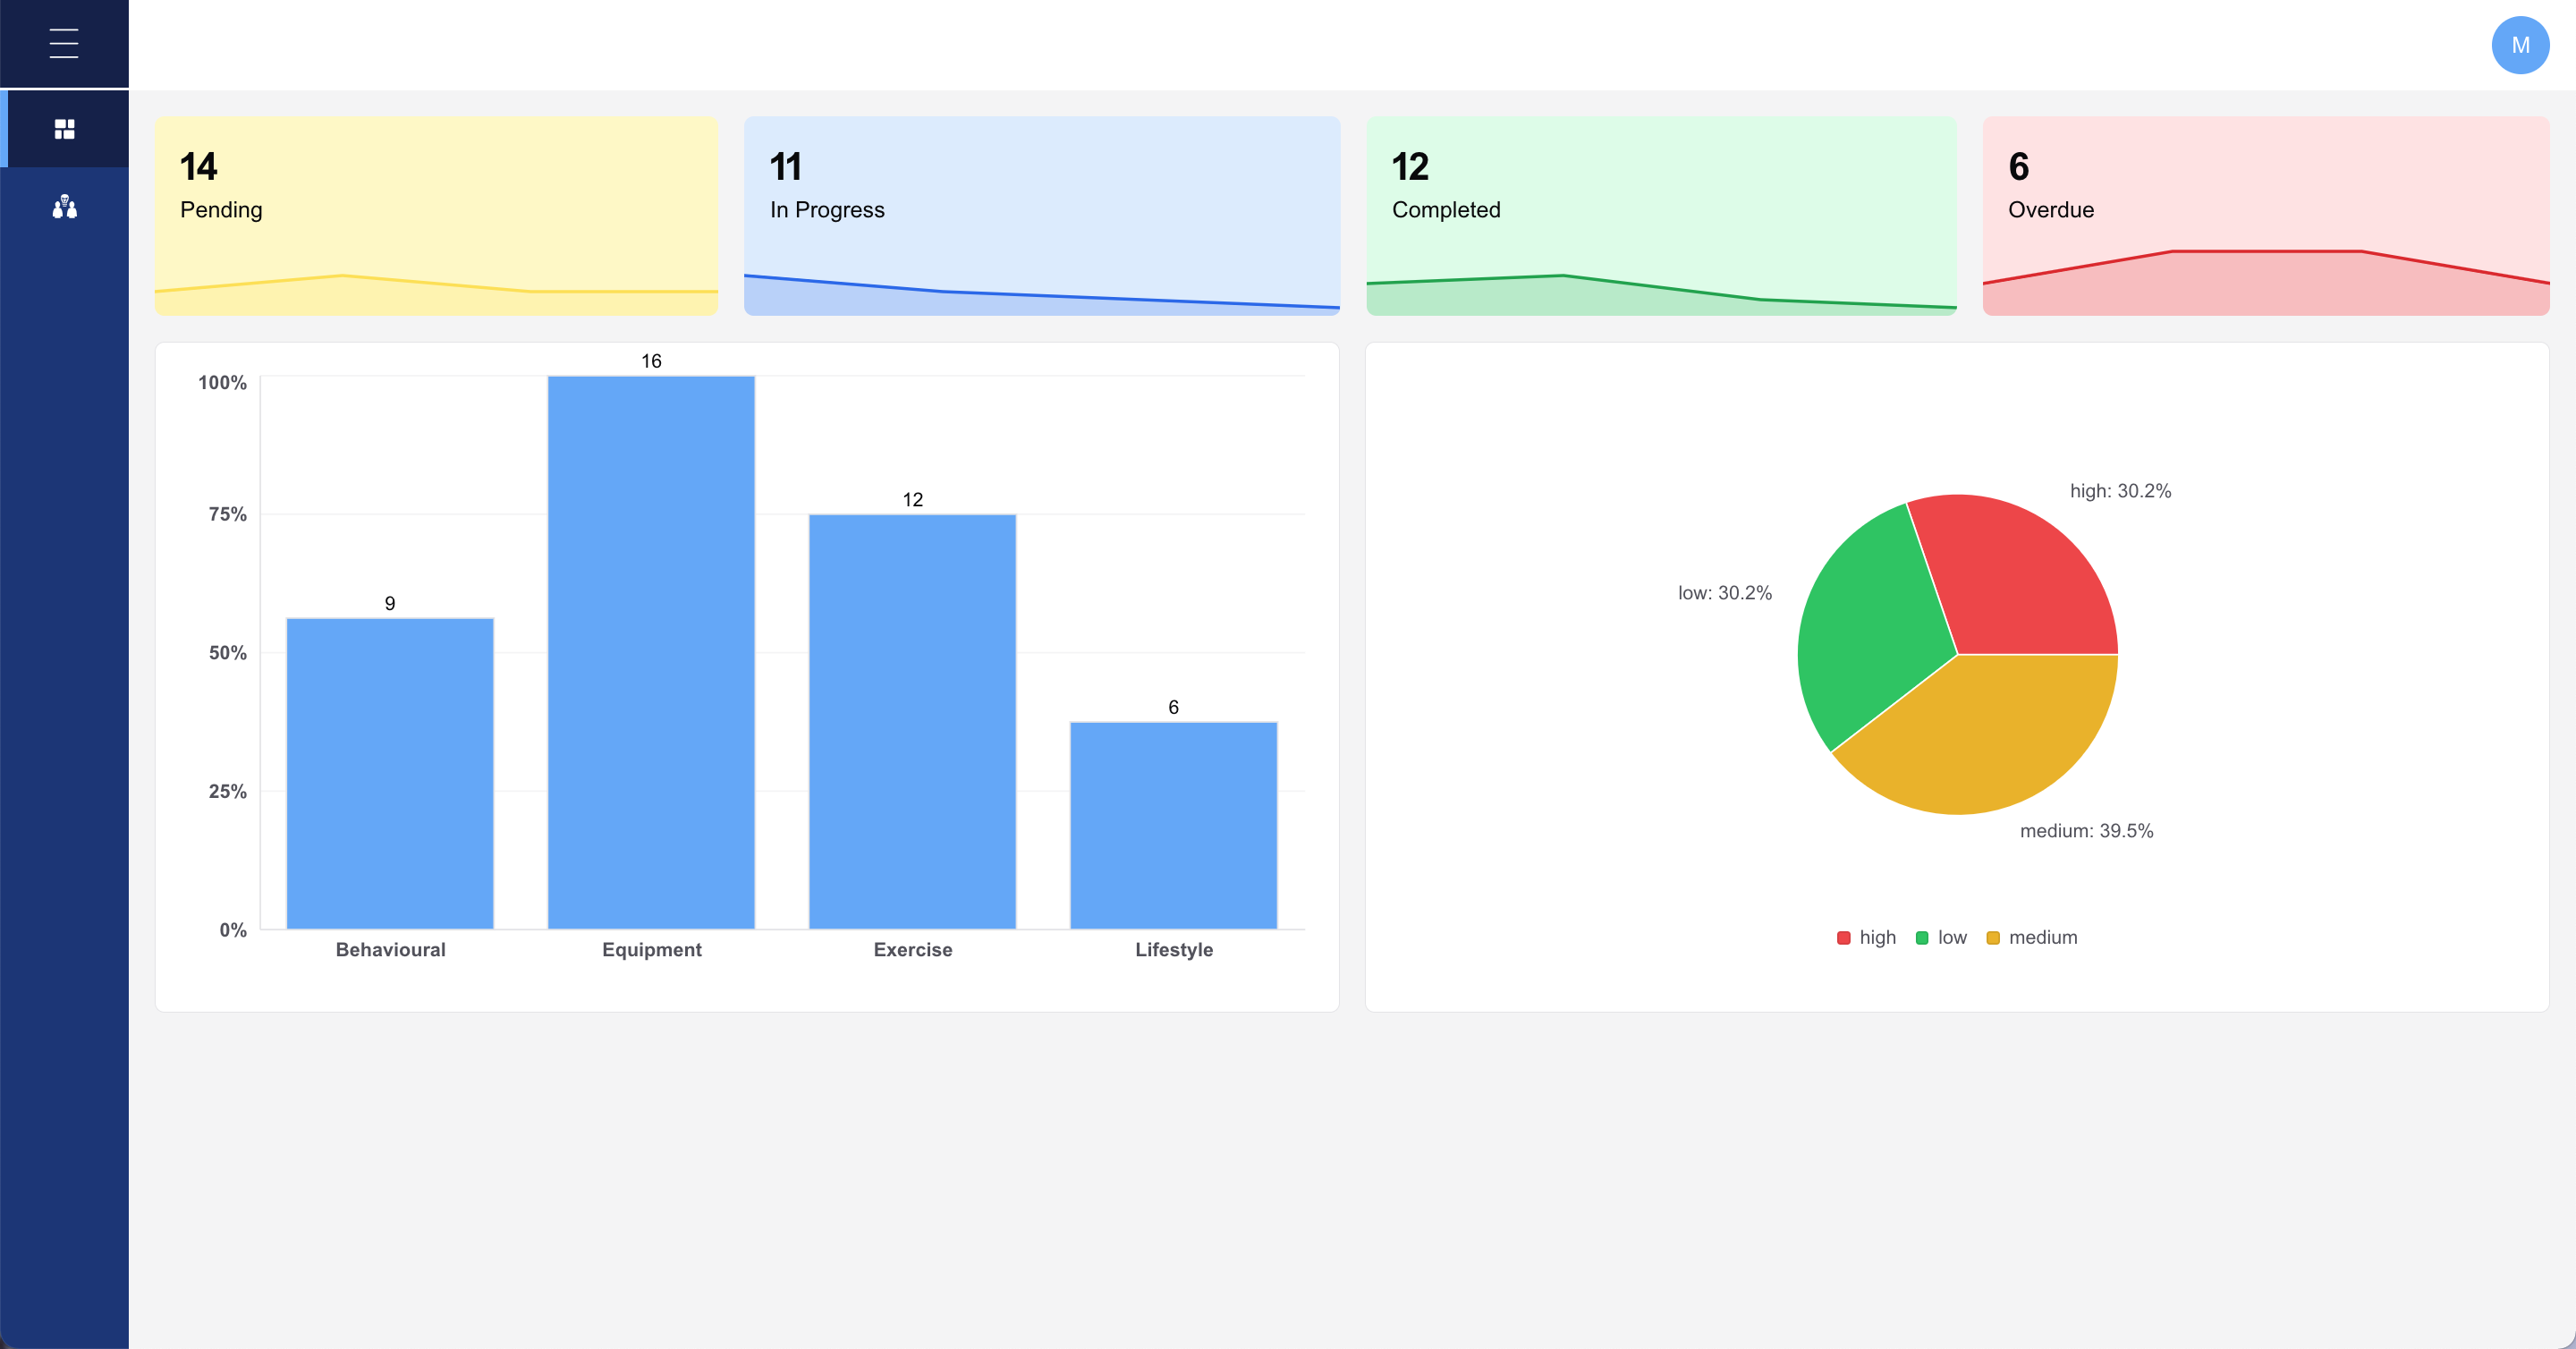 M
14
Pending
11
In Progress
12
Completed
6
Overdue
16
100%
12
75%
9
50%
6
25%
0%
Behavioural Equipment Exercise Lifestyle
high: 30.2%
low: 30.2%
medium: 39.5%
high low medium